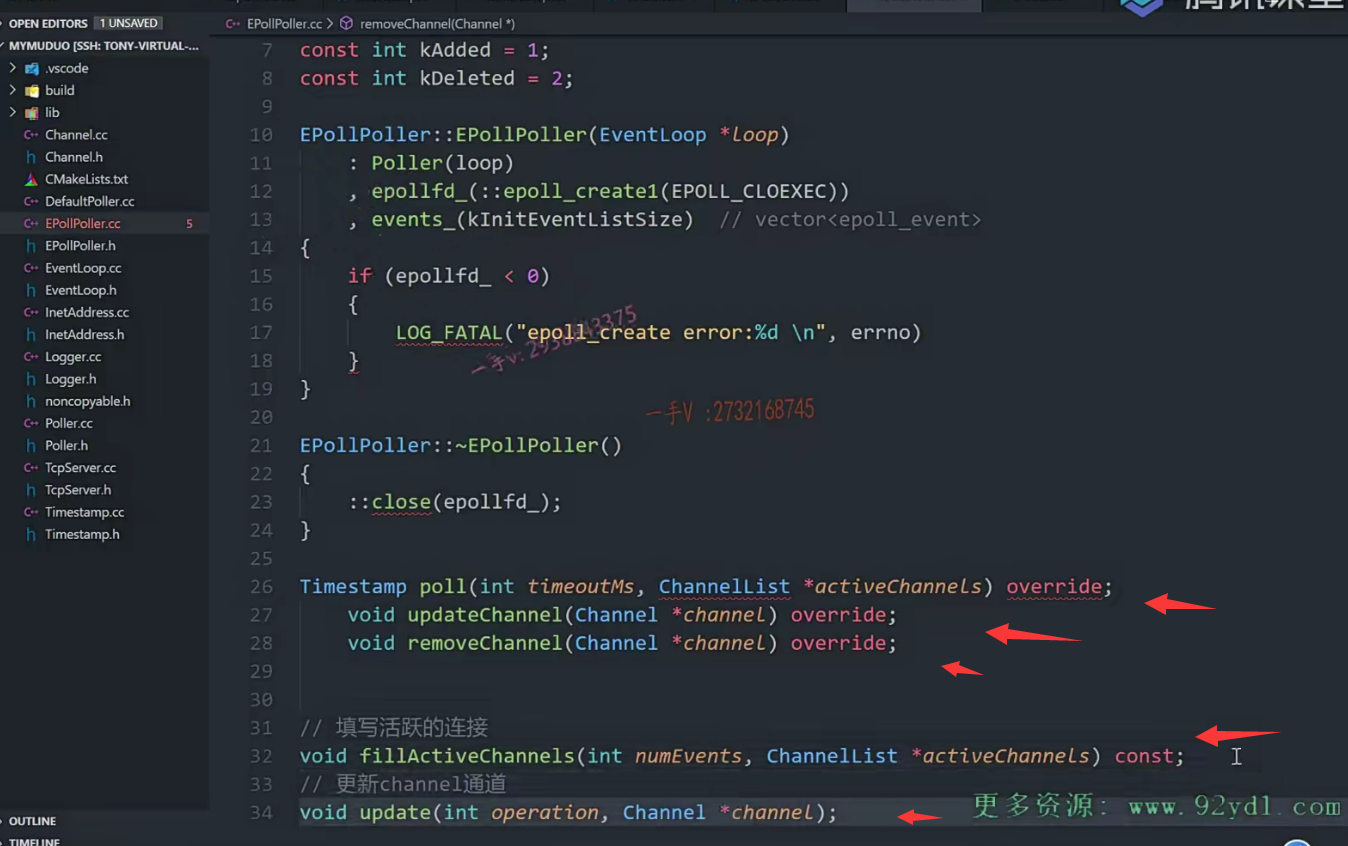 OPEN EDITORS 1 UNSAVED
MYMUDUO [SSH: TONY-VIRTUAL-...
.vscode
build
lib
Channel.cc
Channel.h
CMakeLists.txt
DefaultPoller.cc
EPollPoller.cc 5
EPollPoller.h
EventLoop.cc
EventLoop.h
InetAddress.cc
InetAddress.h
Logger.cc
Logger.h
noncopyable.h
Poller.cc
Poller.h
TcpServer.cc
TcpServer.h
Timestamp.cc
Timestamp.h
OUTLINE
TIMELINE
腾讯课堂
EPollPoller.cc > removeChannel(Channel *)
7 const int kAdded = 1;
8 const int kDeleted = 2;
9
10 EPollPoller::EPollPoller(EventLoop *loop)
11 : Poller(loop)
12 , epollfd_(::epoll_create1(EPOLL_CLOEXEC))
13 , events_(kInitEventListSize) // vector<epoll_event>
14 {
15 if (epollfd_ < 0)
16 {
17 LOG_FATAL("epoll_create error:%d \n", errno)
18 }
19 }
20
一手V :2732168745
21 EPollPoller::~EPollPoller()
22 {
23 ::close(epollfd_);
24 }
25
26 Timestamp poll(int timeoutMs, ChannelList *activeChannels) override;
27 void updateChannel(Channel *channel) override;
28 void removeChannel(Channel *channel) override;
29
30
31 // 填写活跃的连接
32 void fillActiveChannels(int numEvents, ChannelList *activeChannels) const;
33 // 更新channel通道
34 void update(int operation, Channel *channel);
更多资源: www.92yd1.com